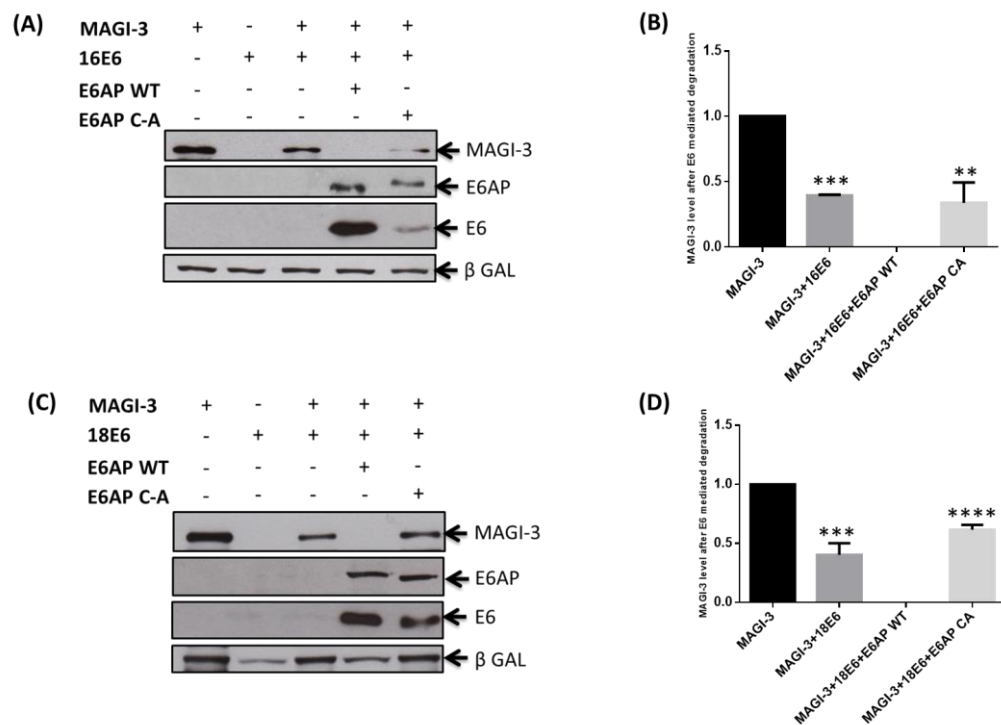 (A)
MAGI-3 + - + + +
16E6 - + + + +
E6AP WT - - - + -
E6AP C-A - - - - +
MAGI-3
E6AP
E6
β GAL
(B)
MAGI-3 level after E6 mediated degradation
1.5
1.0
0.5
0.0
***
**
MAGI-3
MAGI-3+16E6
MAGI-3+16E6+E6AP WT
MAGI-3+16E6+E6AP CA
(C)
MAGI-3 + - + + +
18E6 - + + + +
E6AP WT - - - + -
E6AP C-A - - - - +
MAGI-3
E6AP
E6
β GAL
(D)
MAGI-3 level after E6 mediated degradation
1.5
1.0
0.5
0.0
***
****
MAGI-3
MAGI-3+18E6
MAGI-3+18E6+E6AP WT
MAGI-3+18E6+E6AP CA